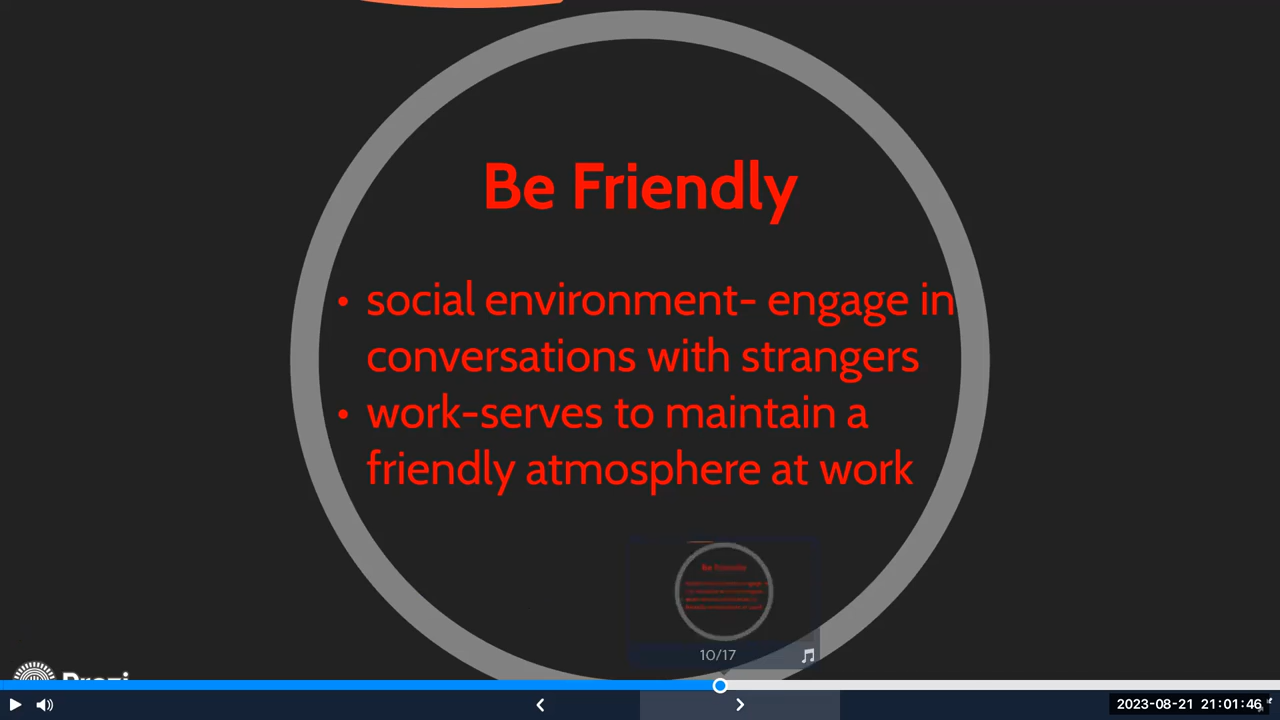 Be Friendly
• social environment- engage in
conversations with strangers
• work-serves to maintain a
friendly atmosphere at work
10/17
Prezi
2023-08-21 21:01:46